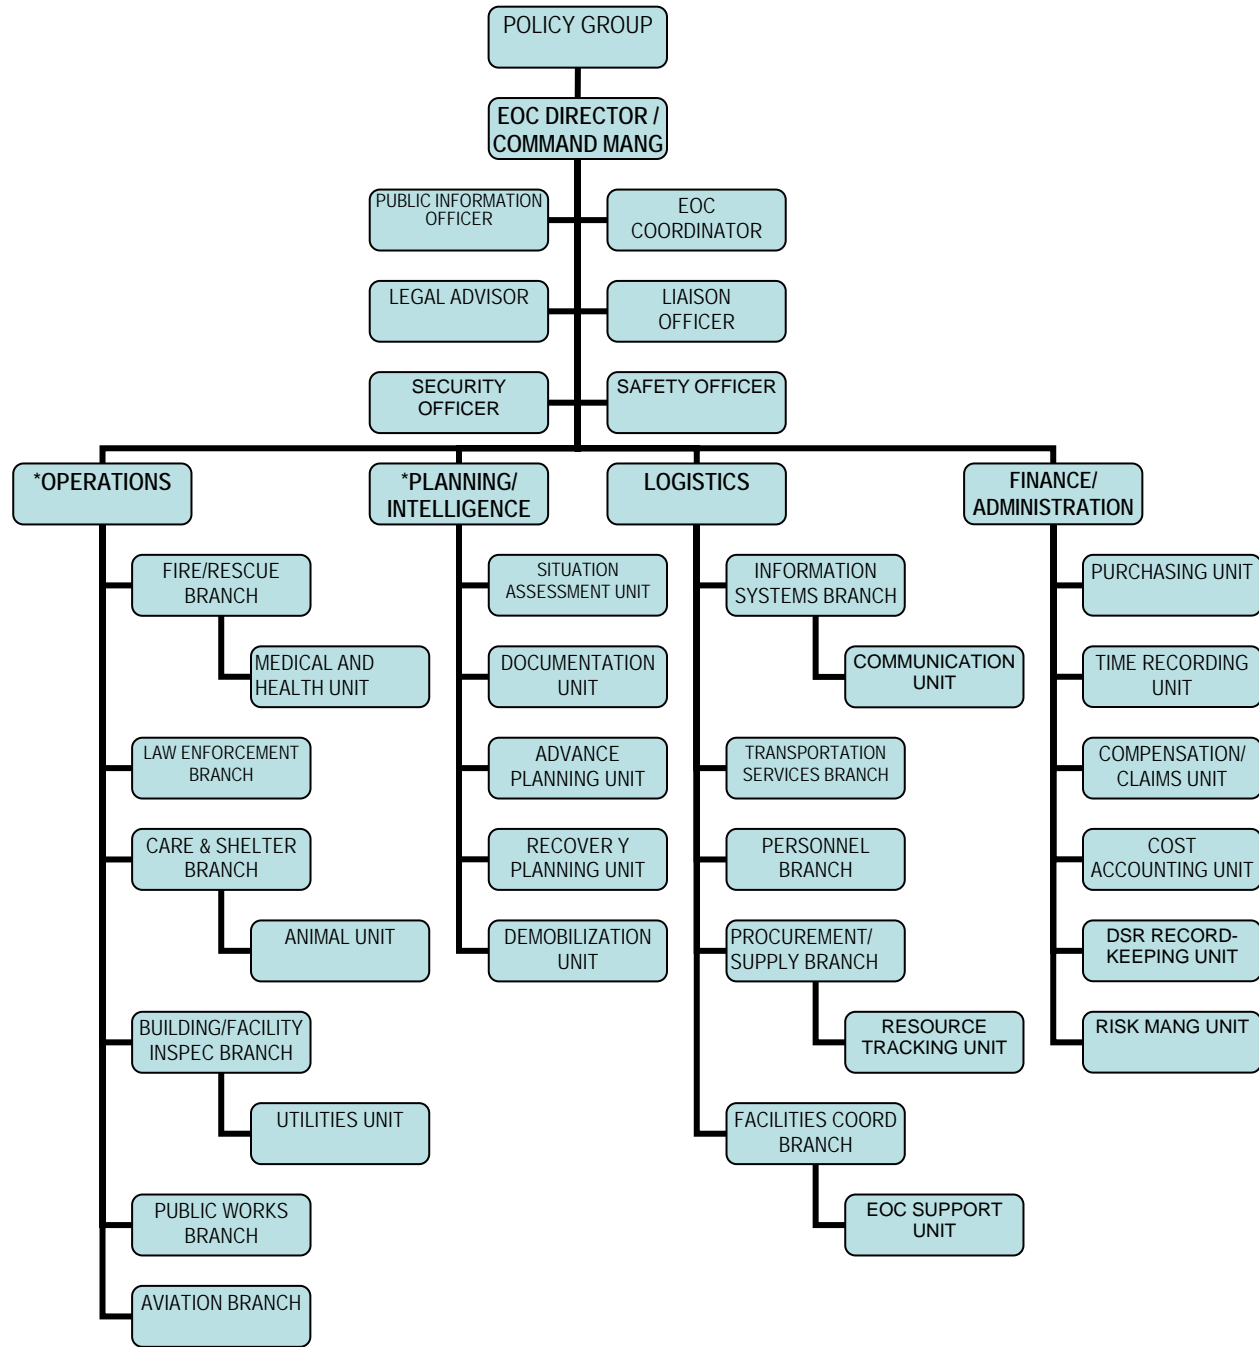 POLICY GROUP
EOC DIRECTOR /
COMMAND MANG
PUBLIC INFORMATION
OFFICER
EOC
COORDINATOR
LEGAL ADVISOR
LIAISON
OFFICER
SECURITY
OFFICER
SAFETY OFFICER
*OPERATIONS
FIRE/RESCUE
BRANCH
MEDICAL AND
HEALTH UNIT
LAW ENFORCEMENT
BRANCH
CARE & SHELTER
BRANCH
ANIMAL UNIT
BUILDING/FACILITY
INSPEC BRANCH
UTILITIES UNIT
PUBLIC WORKS
BRANCH
AVIATION BRANCH
*PLANNING/
INTELLIGENCE
SITUATION
ASSESSMENT UNIT
DOCUMENTATION
UNIT
ADVANCE
PLANNING UNIT
RECOVER Y
PLANNING UNIT
DEMOBILIZATION
UNIT
LOGISTICS
INFORMATION
SYSTEMS BRANCH
COMMUNICATION
UNIT
TRANSPORTATION
SERVICES BRANCH
PERSONNEL
BRANCH
PROCUREMENT/
SUPPLY BRANCH
RESOURCE
TRACKING UNIT
FACILITIES COORD
BRANCH
EOC SUPPORT
UNIT
FINANCE/
ADMINISTRATION
PURCHASING UNIT
TIME RECORDING
UNIT
COMPENSATION/
CLAIMS UNIT
COST
ACCOUNTING UNIT
DSR RECORD-
KEEPING UNIT
RISK MANG UNIT